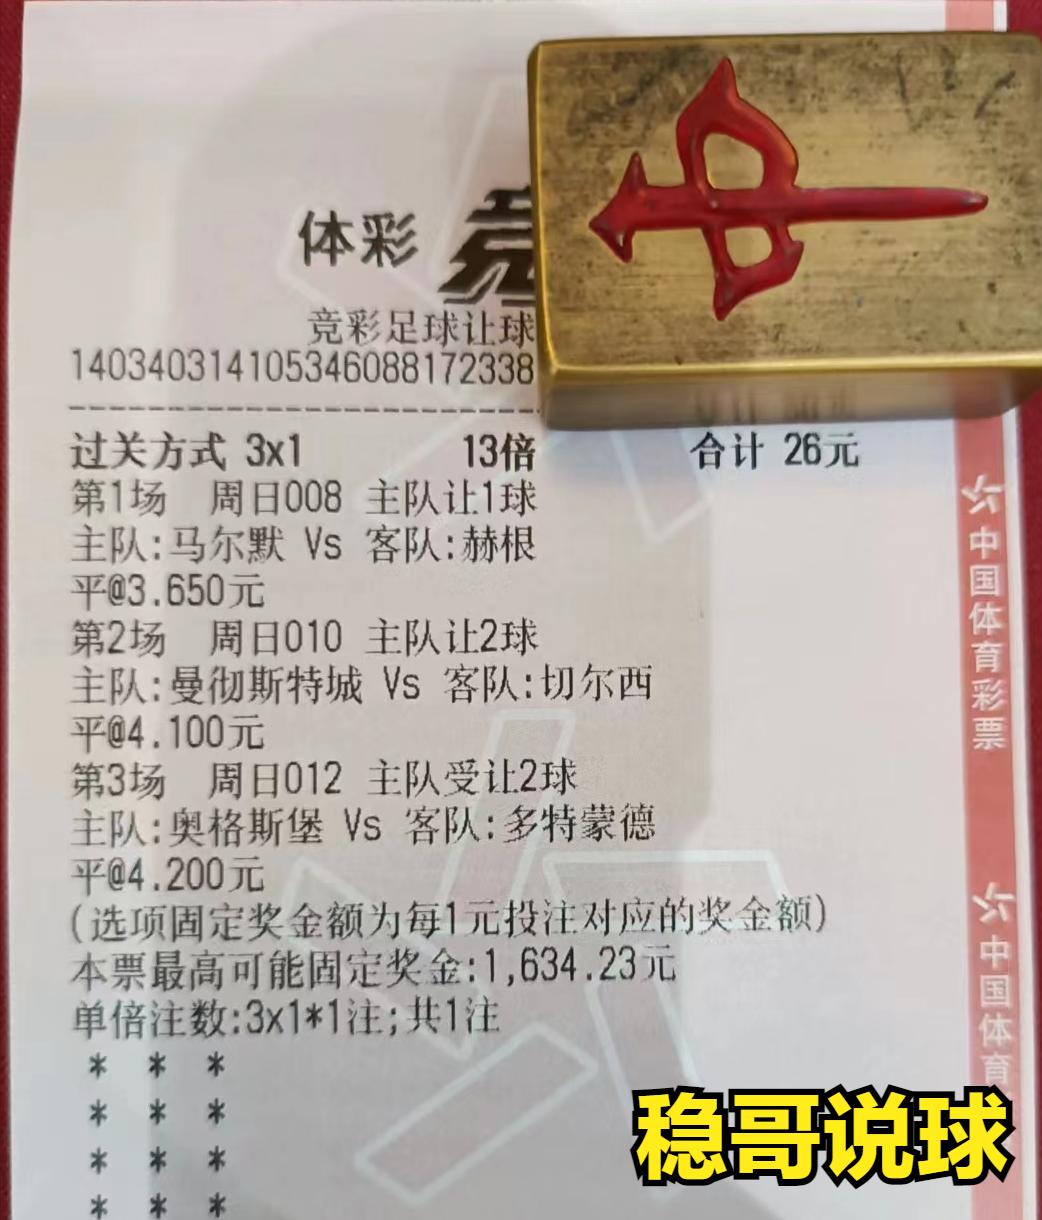 中
体彩 竞
竞彩足球让球
14034031410534608817 2338
过关方式 3x1 13倍 合计 26元
第1场 周日008 主队让1球
主队:马尔默 Vs 客队:赫根
平@3.650元
第2场 周日010 主队让2球
主队:曼彻斯特城 Vs 客队:切尔西
平@4.100元
第3场 周日012 主队受让2球
主队:奥格斯堡 Vs 客队:多特蒙德
平@4.200元
(选项固定奖金额为每1元投注对应的奖金额)
本票最高可能固定奖金:1,634.23元
单倍注数:3x1*1注;共1注
* * *
* * *
* * *
* * *
中国体育彩票
中国体育
稳哥说球